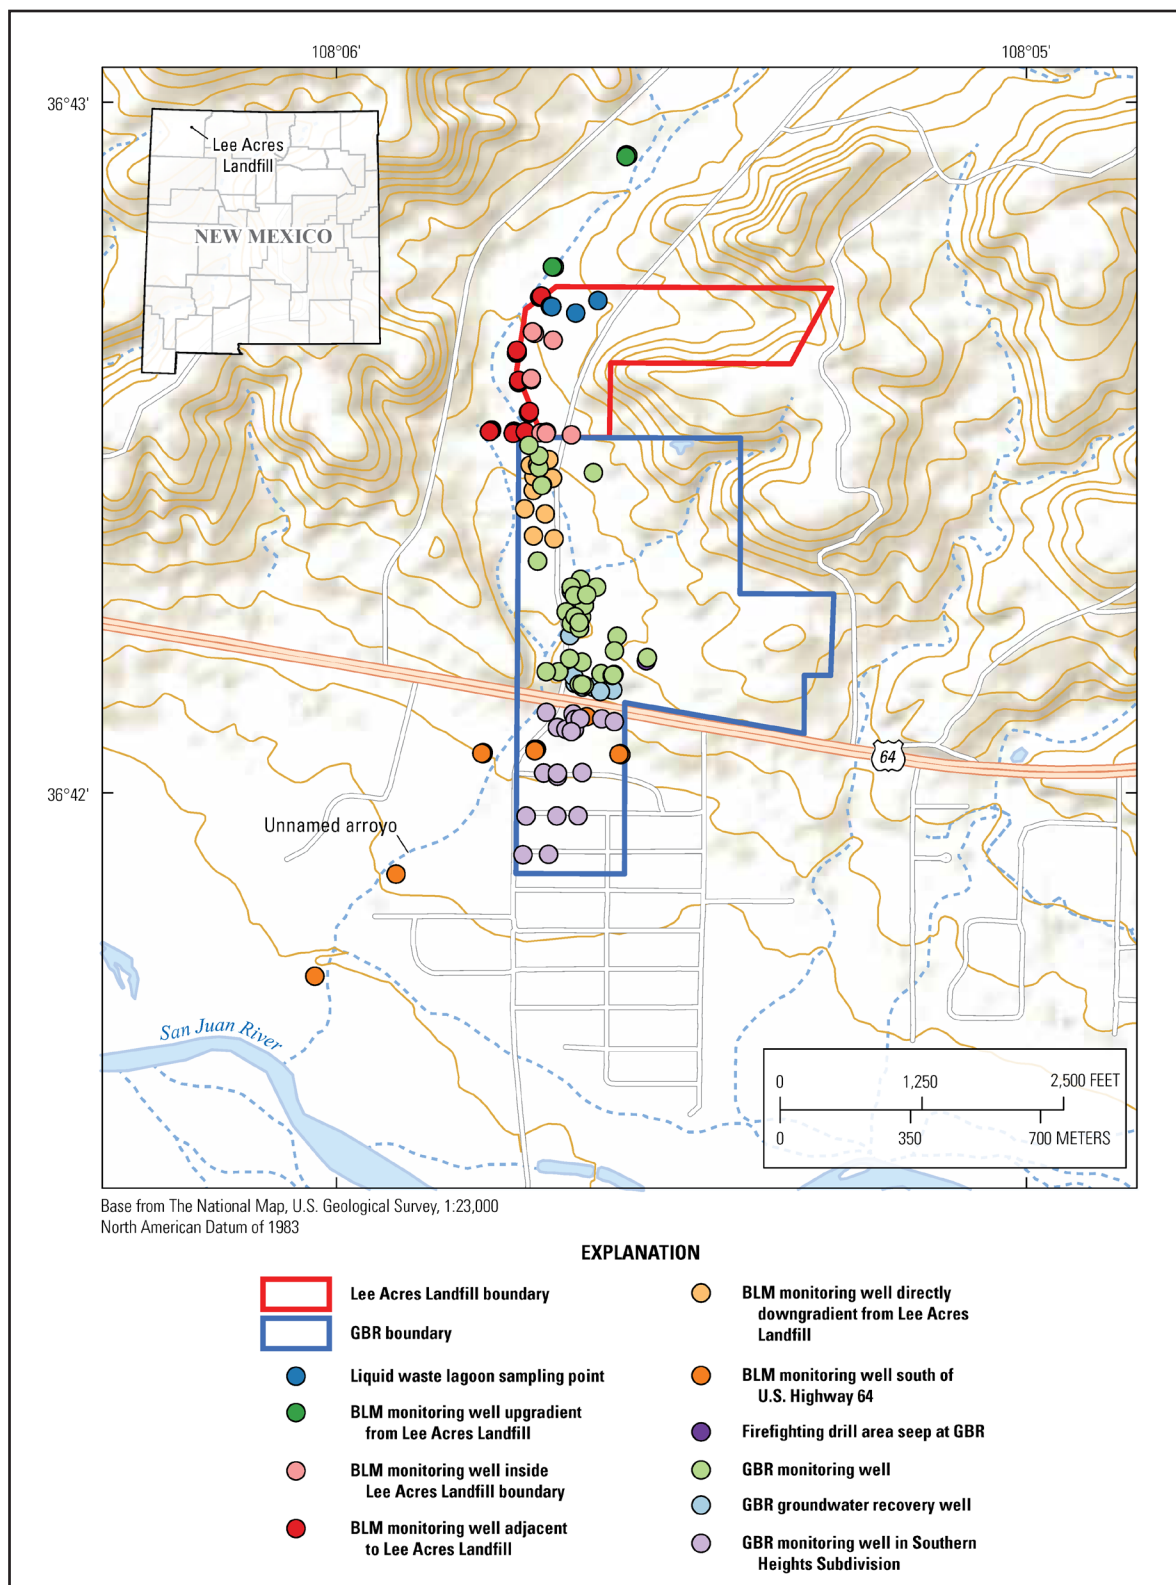 108°06'
108°05'
36°43'
Lee Acres
Landfill
NEW MEXICO
64
36°42'
Unnamed arroyo
San Juan River
0
1,250
2,500 FEET
0
350
700 METERS
Base from The National Map, U.S. Geological Survey, 1:23,000
North American Datum of 1983
EXPLANATION
Lee Acres Landfill boundary
GBR boundary
Liquid waste lagoon sampling point
BLM monitoring well upgradient
from Lee Acres Landfill
BLM monitoring well inside
Lee Acres Landfill boundary
BLM monitoring well adjacent
to Lee Acres Landfill
BLM monitoring well directly
downgradient from Lee Acres
Landfill
BLM monitoring well south of
U.S. Highway 64
Firefighting drill area seep at GBR
GBR monitoring well
GBR groundwater recovery well
GBR monitoring well in Southern
Heights Subdivision